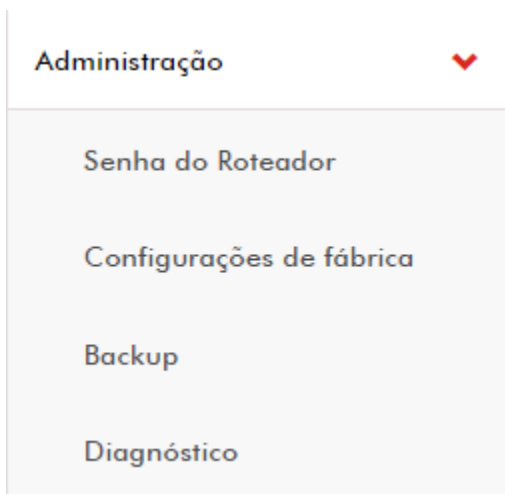 Administração
Senha do Roteador
Configurações de fábrica
Backup
Diagnóstico